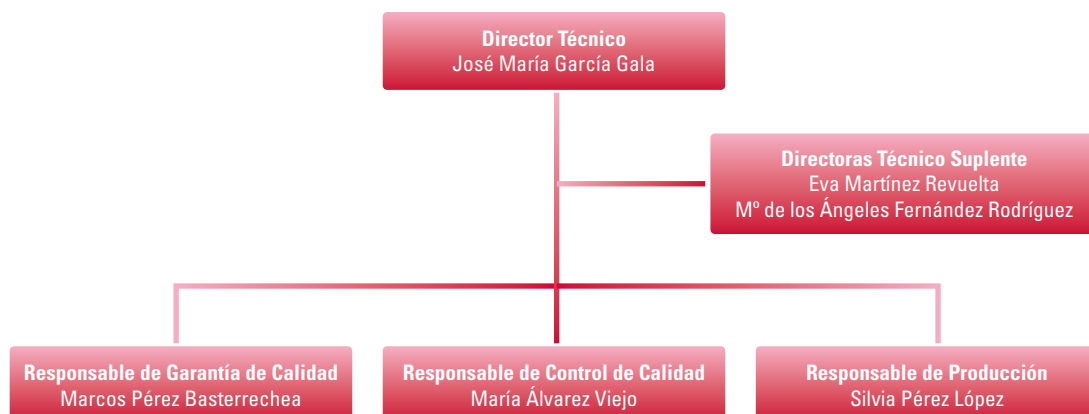 Director Técnico
José María García Gala
Directoras Técnico Suplente
Eva Martínez Revuelta
Mº de los Ángeles Fernández Rodríguez
Responsable de Garantía de Calidad
Marcos Pérez Basterrechea
Responsable de Control de Calidad
María Álvarez Viejo
Responsable de Producción
Silvia Pérez López